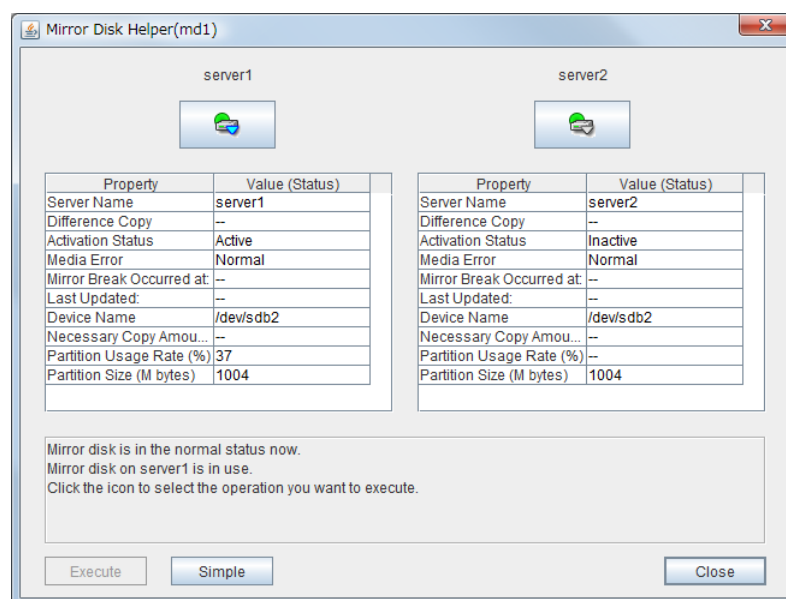 Mirror Disk Helper(md1)
server1
server2
Property Value (Status)
Server Name server1
Difference Copy --
Activation Status Active
Media Error Normal
Mirror Break Occurred at: --
Last Updated: --
Device Name /dev/sdb2
Necessary Copy Amou... --
Partition Usage Rate (%) 37
Partition Size (M bytes) 1004
Property Value (Status)
Server Name server2
Difference Copy --
Activation Status Inactive
Media Error Normal
Mirror Break Occurred at: --
Last Updated: --
Device Name /dev/sdb2
Necessary Copy Amou... --
Partition Usage Rate (%) --
Partition Size (M bytes) 1004
Mirror disk is in the normal status now.
Mirror disk on server1 is in use.
Click the icon to select the operation you want to execute.
Execute Simple Close